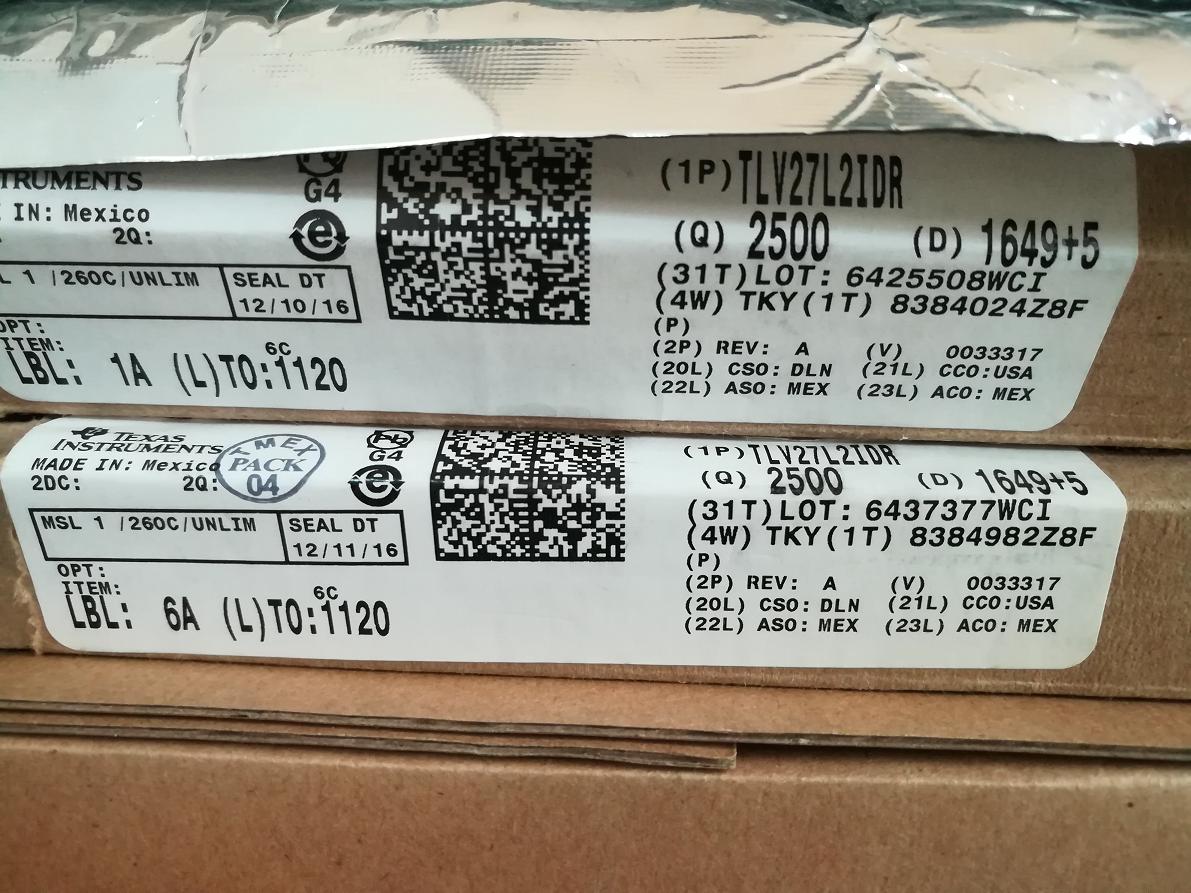 TRUMENTS
G4
IN: Mexico
2Q:
L 1 /260C/UNLIM
SEAL DT
12/10/16
OPT:
ITEM:
LBL: 1A (L)TO:1120
6C
(1P)TLV27L2IDR
(Q) 2500 (D) 1649+5
(31T)LOT: 6425508WCI
(4W) TKY(1T) 8384024Z8F
(P)
(2P) REV: A (V) 0033317
(20L) CSO: DLN (21L) CCO:USA
(22L) ASO: MEX (23L) ACO: MEX
TEXAS
INSTRUMENTS
MADE IN: Mexico
2DC: 2Q:
MEX
PACK
04
Pb
G4
e
MSL 1 /260C/UNLIM
SEAL DT
12/11/16
OPT:
ITEM:
LBL: 6A (L)TO:1120
6C
(1P)TLV27L2IDR
(Q) 2500 (D) 1649+5
(31T)LOT: 6437377WCI
(4W) TKY(1T) 8384982Z8F
(P)
(2P) REV: A (V) 0033317
(20L) CSO: DLN (21L) CCO:USA
(22L) ASO: MEX (23L) ACO: MEX